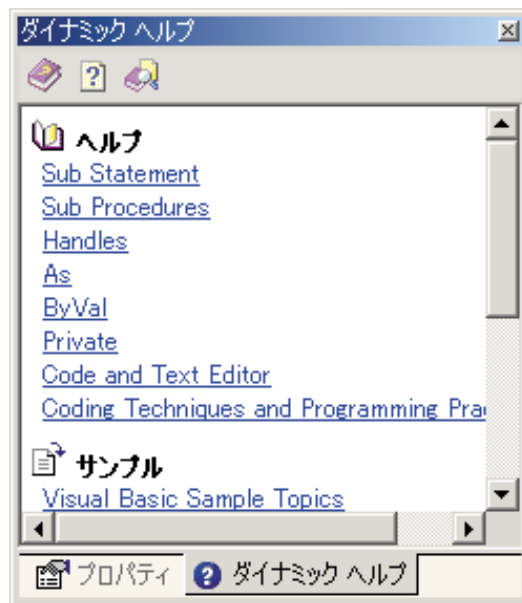 ダイナミック ヘルプ
ヘルプ
Sub Statement
Sub Procedures
Handles
As
ByVal
Private
Code and Text Editor
Coding Techniques and Programming Pra
サンプル
Visual Basic Sample Topics
プロパティ ダイナミック ヘルプ